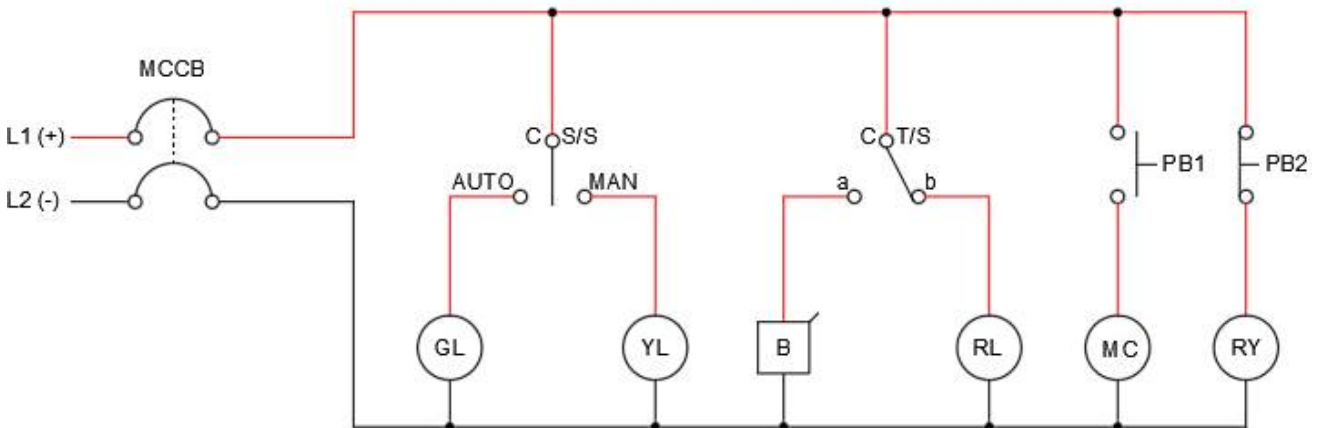 MCCB
L1 (+)
L2 (-)
C S/S
AUTO MAN
C T/S
a b
PB1
PB2
GL
YL
B
RL
MC
RY